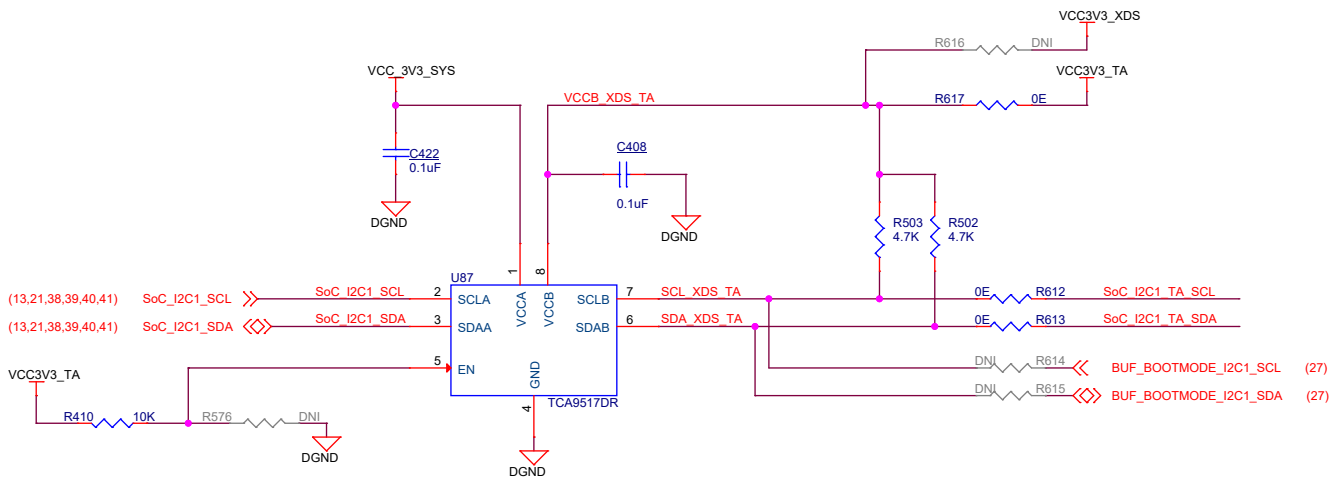 VCC3V3_XDS
R616 DNI
VCC_3V3_SYS
VCC3V3_TA
VCCB_XDS_TA
R617 0E
C422
0.1uF
C408
0.1uF
DGND
DGND
R503
4.7K
R502
4.7K
U87
1
8
(13,21,38,39,40,41) SoC_I2C1_SCL SoC_I2C1_SCL 2 SCLA VCCA VCCB SCLB 7 SCL_XDS_TA 0E R612 SoC_I2C1_TA_SCL
(13,21,38,39,40,41) SoC_I2C1_SDA SoC_I2C1_SDA 3 SDAA SDAB 6 SDA_XDS_TA 0E R613 SoC_I2C1_TA_SDA
5 EN GND DNI R614 BUF_BOOTMODE_I2C1_SCL (27)
VCC3V3_TA
DNI R615 BUF_BOOTMODE_I2C1_SDA (27)
4 TCA9517DR
R410 10K R576 DNI
DGND
DGND